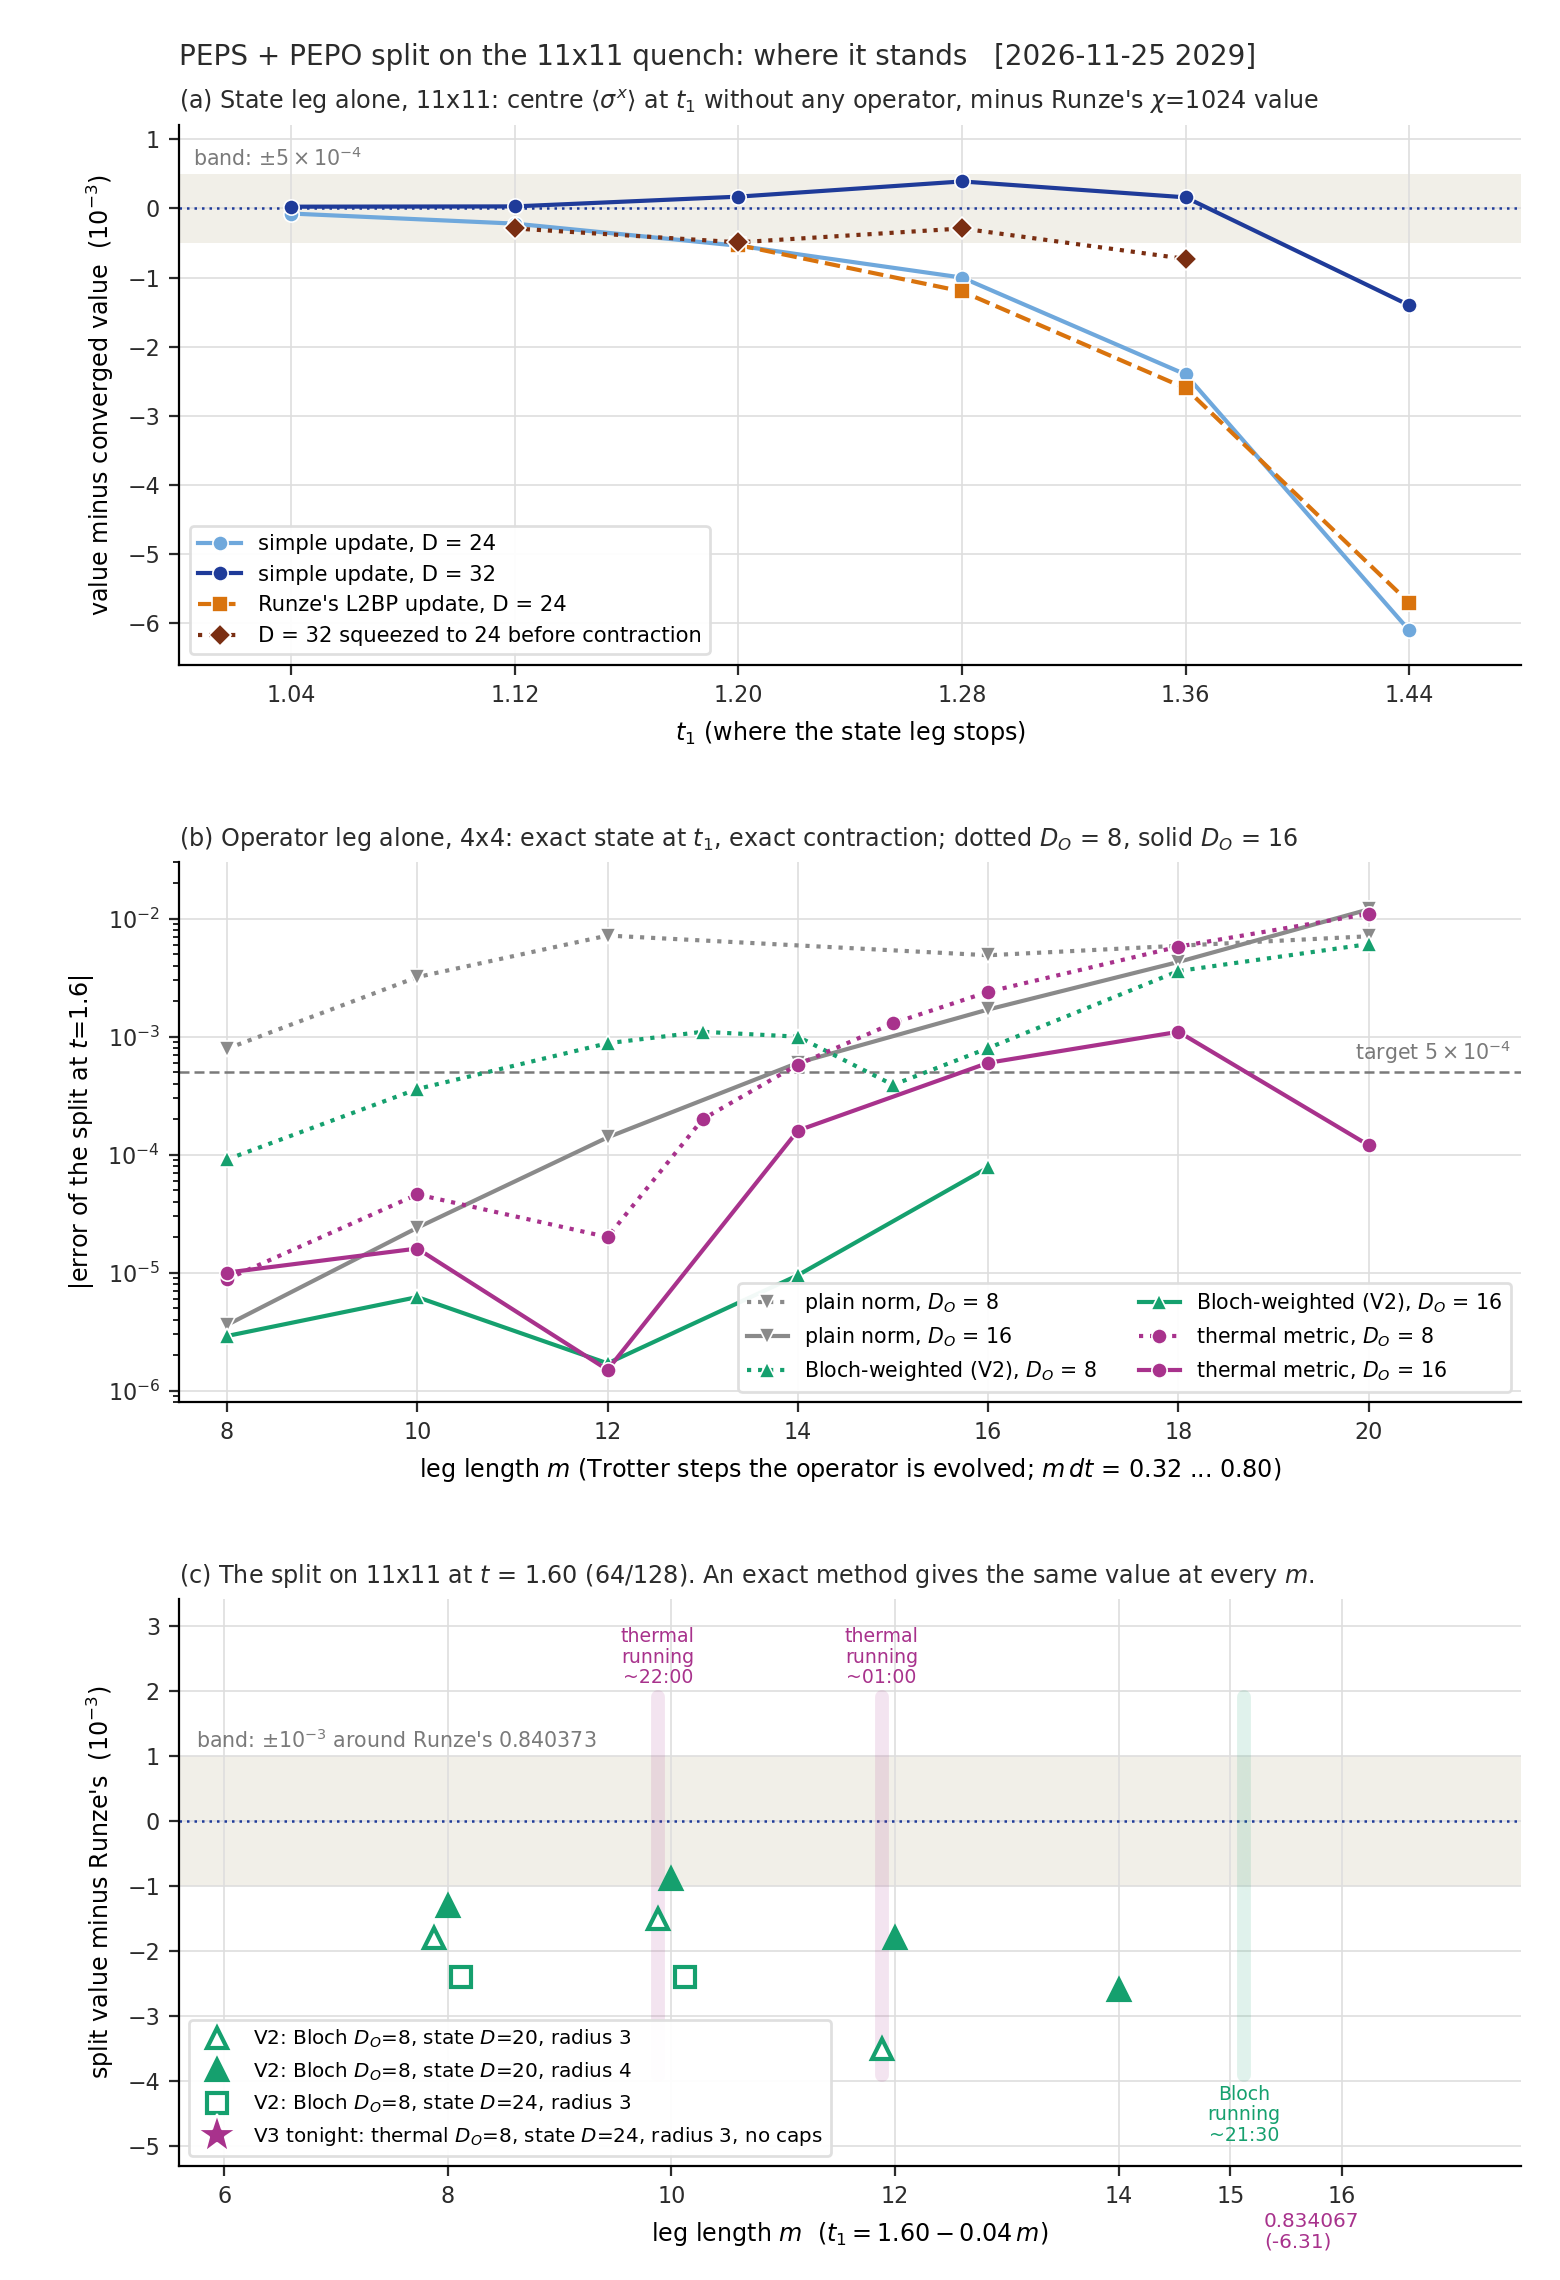 PEPS + PEPO split on the 11x11 quench: where it stands [2026-11-25 2029]
(a) State leg alone, 11x11: centre ⟨σˣ⟩ at t₁ without any operator, minus Runze's χ=1024 value
value minus converged value (10⁻³)
1
0
−1
−2
−3
−4
−5
−6
band: ±5 × 10⁻⁴
simple update, D = 24
simple update, D = 32
Runze's L2BP update, D = 24
D = 32 squeezed to 24 before contraction
1.04 1.12 1.20 1.28 1.36 1.44
t₁ (where the state leg stops)
(b) Operator leg alone, 4x4: exact state at t₁, exact contraction; dotted D_O = 8, solid D_O = 16
|error of the split at t=1.6|
10⁻²
10⁻³
10⁻⁴
10⁻⁵
10⁻⁶
target 5 × 10⁻⁴
plain norm, D_O = 8
plain norm, D_O = 16
Bloch-weighted (V2), D_O = 8
Bloch-weighted (V2), D_O = 16
thermal metric, D_O = 8
thermal metric, D_O = 16
8 10 12 14 16 18 20
leg length m (Trotter steps the operator is evolved; m dt = 0.32 ... 0.80)
(c) The split on 11x11 at t = 1.60 (64/128). An exact method gives the same value at every m.
split value minus Runze's (10⁻³)
3
2
1
0
−1
−2
−3
−4
−5
thermal
running
~22:00
thermal
running
~01:00
band: ±10⁻³ around Runze's 0.840373
Bloch
running
~21:30
V2: Bloch D_O=8, state D=20, radius 3
V2: Bloch D_O=8, state D=20, radius 4
V2: Bloch D_O=8, state D=24, radius 3
V3 tonight: thermal D_O=8, state D=24, radius 3, no caps
6 8 10 12 14 15 16
0.834067
(-6.31)
leg length m (t₁ = 1.60 − 0.04 m)